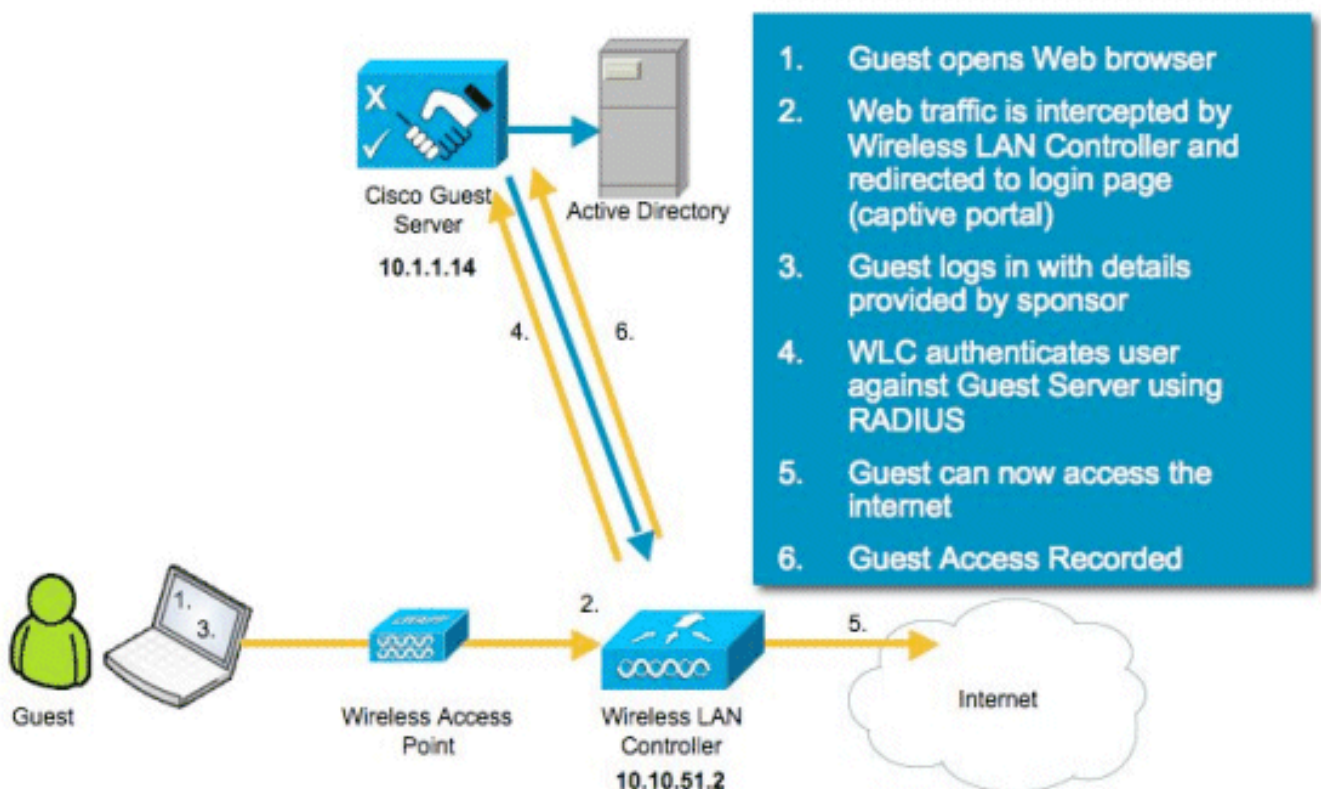 1. Guest opens Web browser
2. Web traffic is intercepted by
Wireless LAN Controller and
redirected to login page
(captive portal)
3. Guest logs in with details
provided by sponsor
4. WLC authenticates user
against Guest Server using
RADIUS
5. Guest can now access the
internet
6. Guest Access Recorded
X
Cisco Guest
Server
10.1.1.14
Active Directory
4.
6.
1.
3.
2.
5.
Guest
Wireless Access
Point
Wireless LAN
Controller
10.10.51.2
Internet